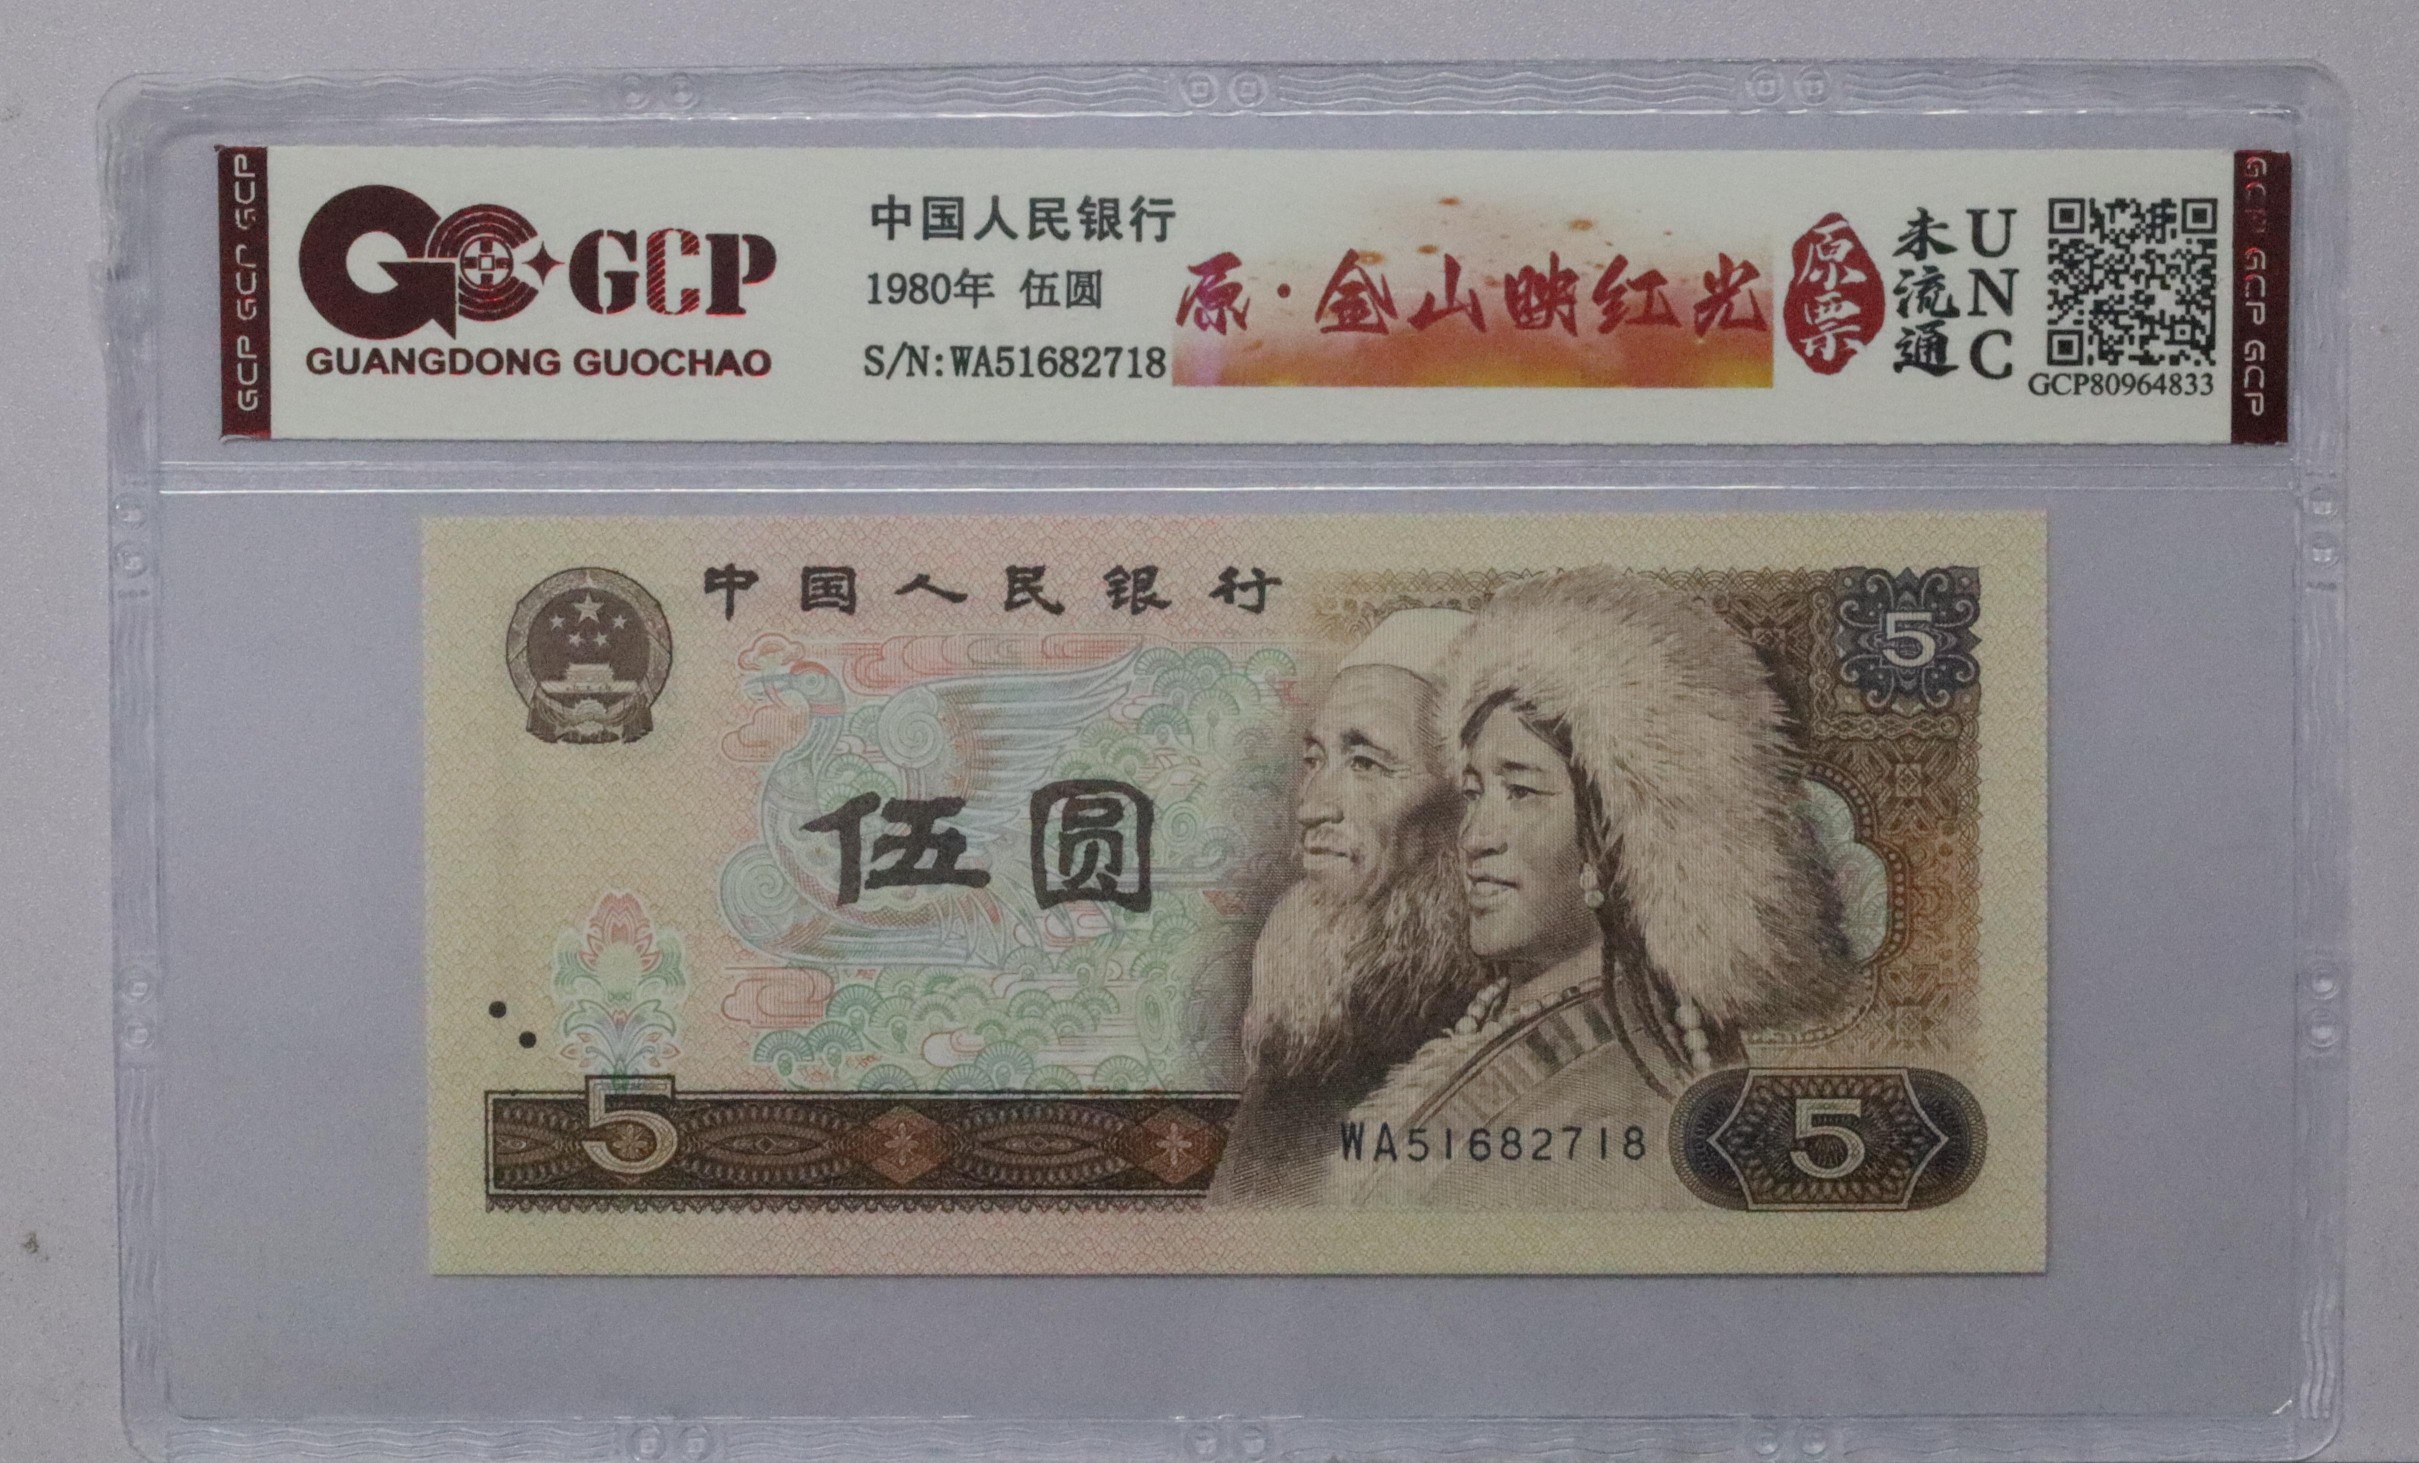 GCP GCP GCP
GCP
GUANGDONG GUOCHAO
中国人民银行
1980年 伍圆
S/N:WA51682718
原·金山映红光
原票
未流通
UNC
GCP80964833
GCP GCP GCP
中国人民银行
5
伍圆
5
WA51682718
5